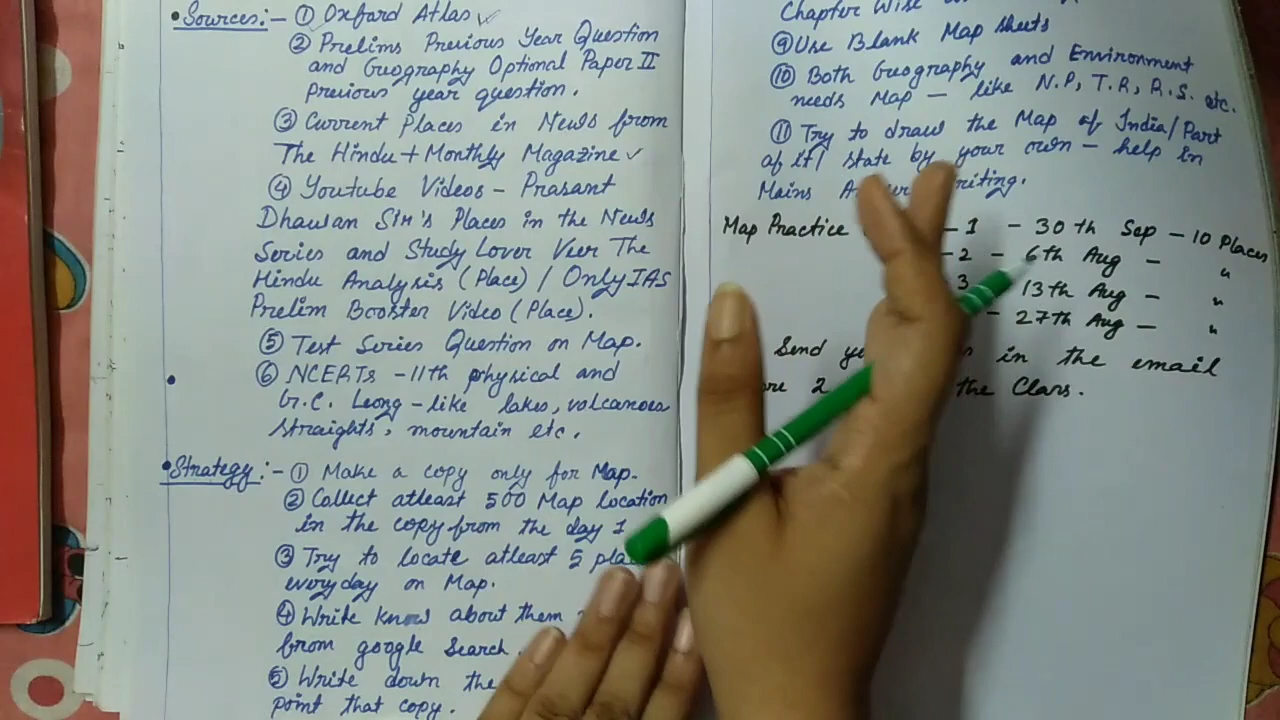 • Sources:- ① Oxford Atlas ✓
② Prelims Previous Year Question
and Geography Optional Paper II
previous year question.
③ Current Places in News from
The Hindu + Monthly Magazine ✓
④ Youtube Videos - Prasant
Dhawan Sir's Places in the News
Series and Study Lover Veer The
Hindu Analysis (Place) / Only IAS
Prelim Booster Video (Place).
⑤ Test Series Question on Map.
⑥ NCERTs - 11th physical and
G.C. Leong - like lakes, volcanoes
straights, mountain etc.
• Strategy:- ① Make a copy only for Map.
② Collect atleast 500 Map location
in the copy from the day 1
③ Try to locate atleast 5
everyday on Map.
④ Write know about them
from google Search.
⑤ Write down the
point that copy.
Chapter Wise
⑨ Use Blank Map Sheets
⑩ Both Geography and Environment
needs Map - like N.P, T.R, R.S. etc.
⑪ Try to draw the Map of India/Part
of it/ state by your own - help in
Mains
Map Practice - 1 - 30th Sep - 10 Places
- 2 - 6th Aug - "
3 13th Aug - "
- 27th Aug - "
Send in the email
2 the Class.